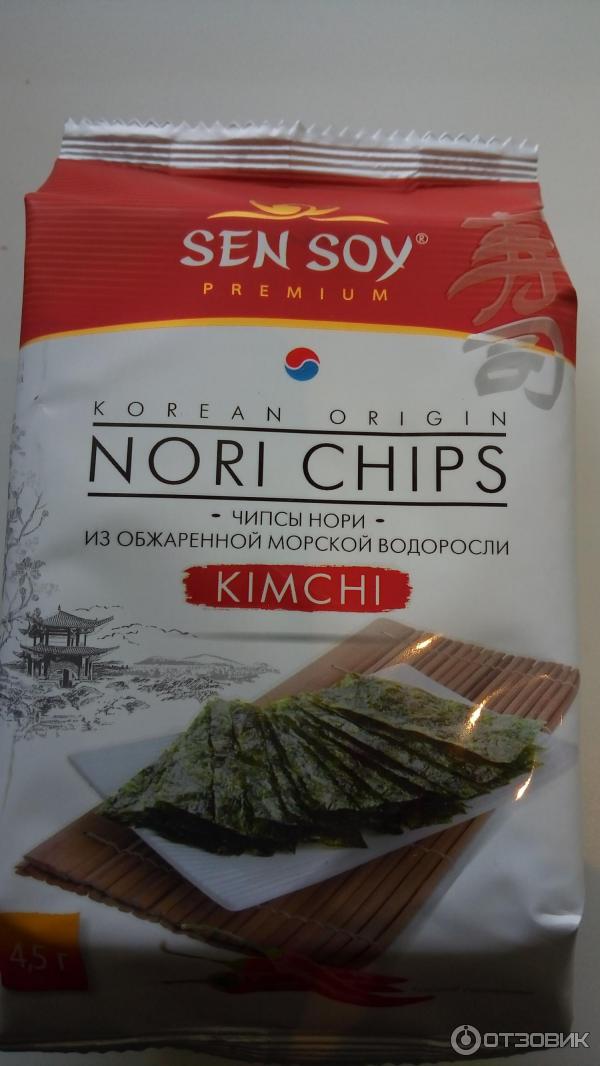 SEN SOY®
PREMIUM
寿
司
KOREAN ORIGIN
NORI CHIPS
• ЧИПСЫ НОРИ •
ИЗ ОБЖАРЕННОЙ МОРСКОЙ ВОДОРОСЛИ
KIMCHI
4,5 г
ОТЗОВИК